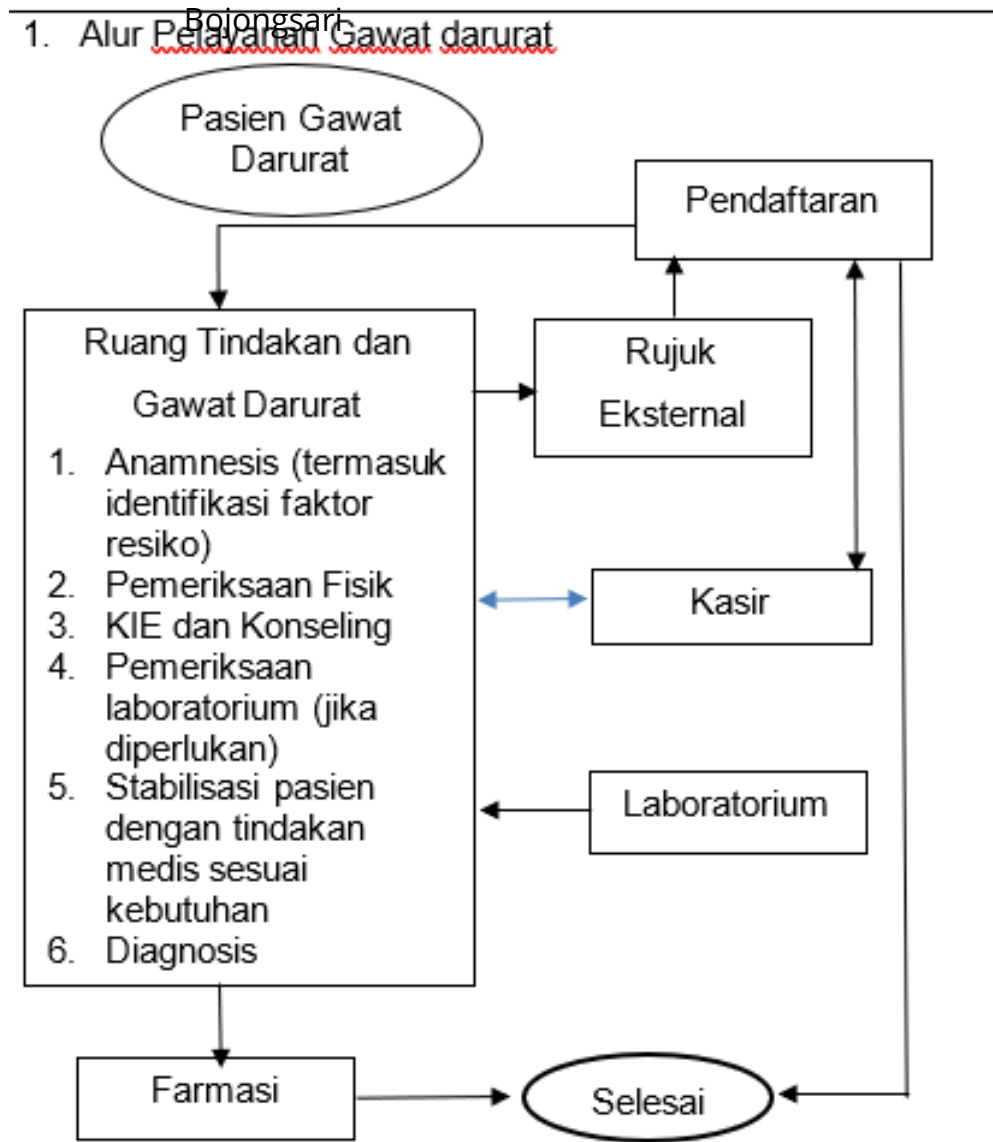 Bojongsari
1. Alur Pelayanan Gawat darurat
Pasien Gawat
Darurat
Pendaftaran
Ruang Tindakan dan
Gawat Darurat
1. Anamnesis (termasuk
identifikasi faktor
resiko)
2. Pemeriksaan Fisik
3. KIE dan Konseling
4. Pemeriksaan
laboratorium (jika
diperlukan)
5. Stabilisasi pasien
dengan tindakan
medis sesuai
kebutuhan
6. Diagnosis
Rujuk
Eksternal
Kasir
Laboratorium
Farmasi
Selesai